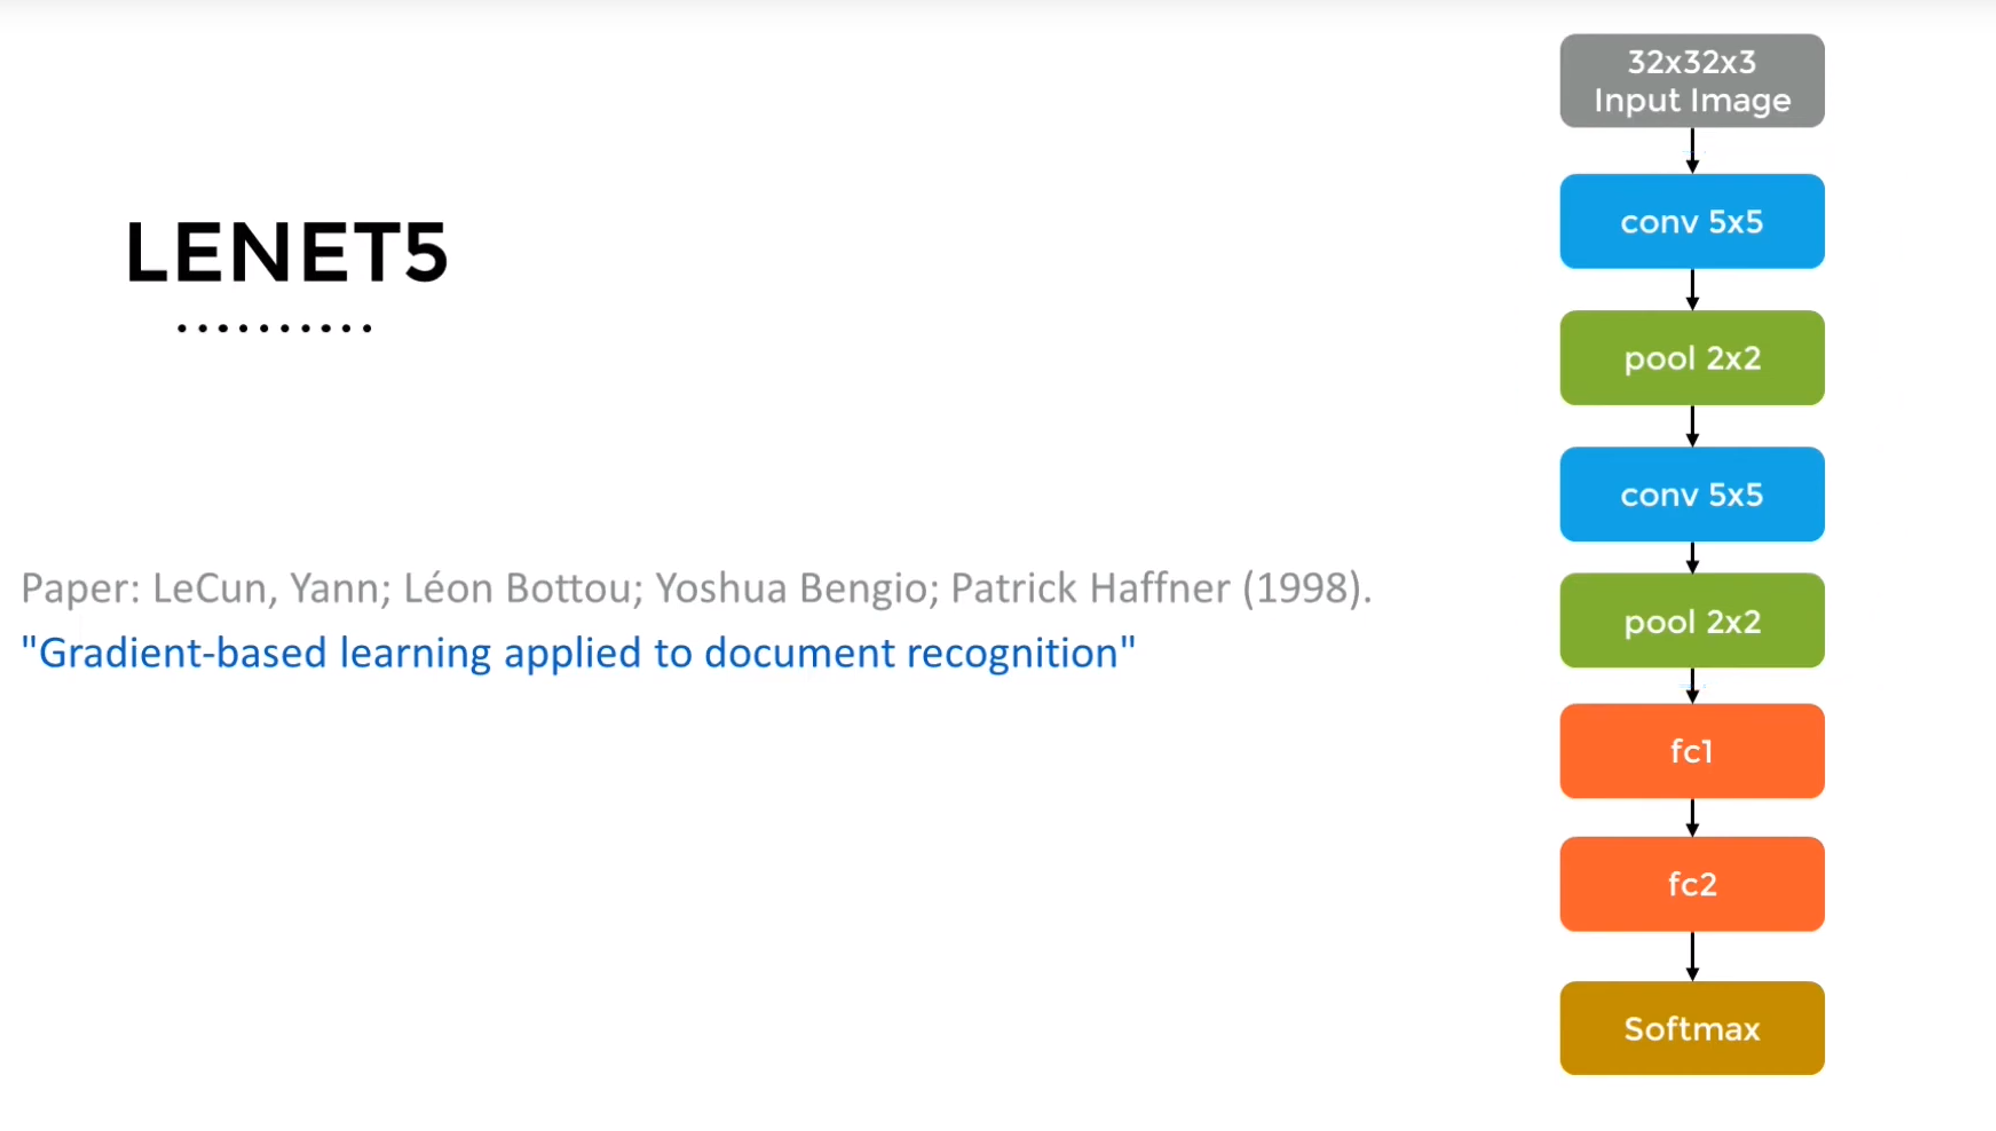 LENET5
Paper: LeCun, Yann; Léon Bottou; Yoshua Bengio; Patrick Haffner (1998).
"Gradient-based learning applied to document recognition"
32x32x3
Input Image
conv 5x5
pool 2x2
conv 5x5
pool 2x2
fc1
fc2
Softmax